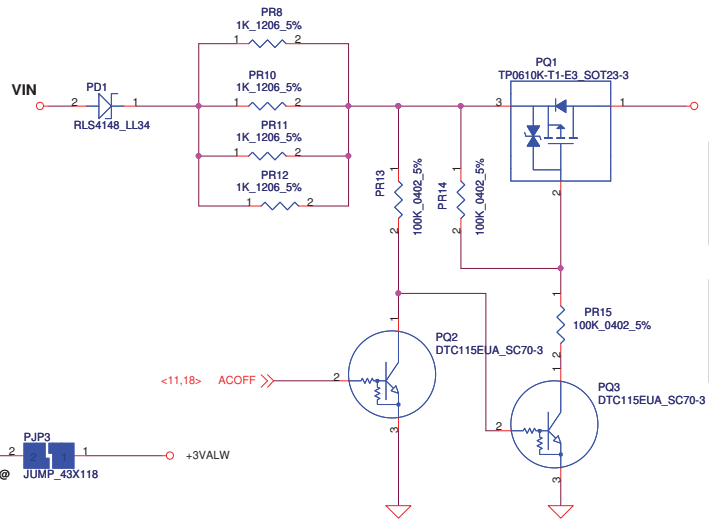 PR8
1K_1206_5%
1 2
VIN
2 PD1 1
RLS4148_LL34
PR10
1K_1206_5%
1 2
PR11
1K_1206_5%
1 2
PR12
1K_1206_5%
1 2
PQ1
TP0610K-T1-E3_SOT23-3
3 1
2
1
PR13
100K_0402_5%
2
1
PR14
100K_0402_5%
2
1
PR15
100K_0402_5%
2
1
PQ2
DTC115EUA_SC70-3
<11,18> ACOFF 2
3
1
PQ3
DTC115EUA_SC70-3
2
3
PJP3
2 2 1 1 +3VALW
@ JUMP_43X118